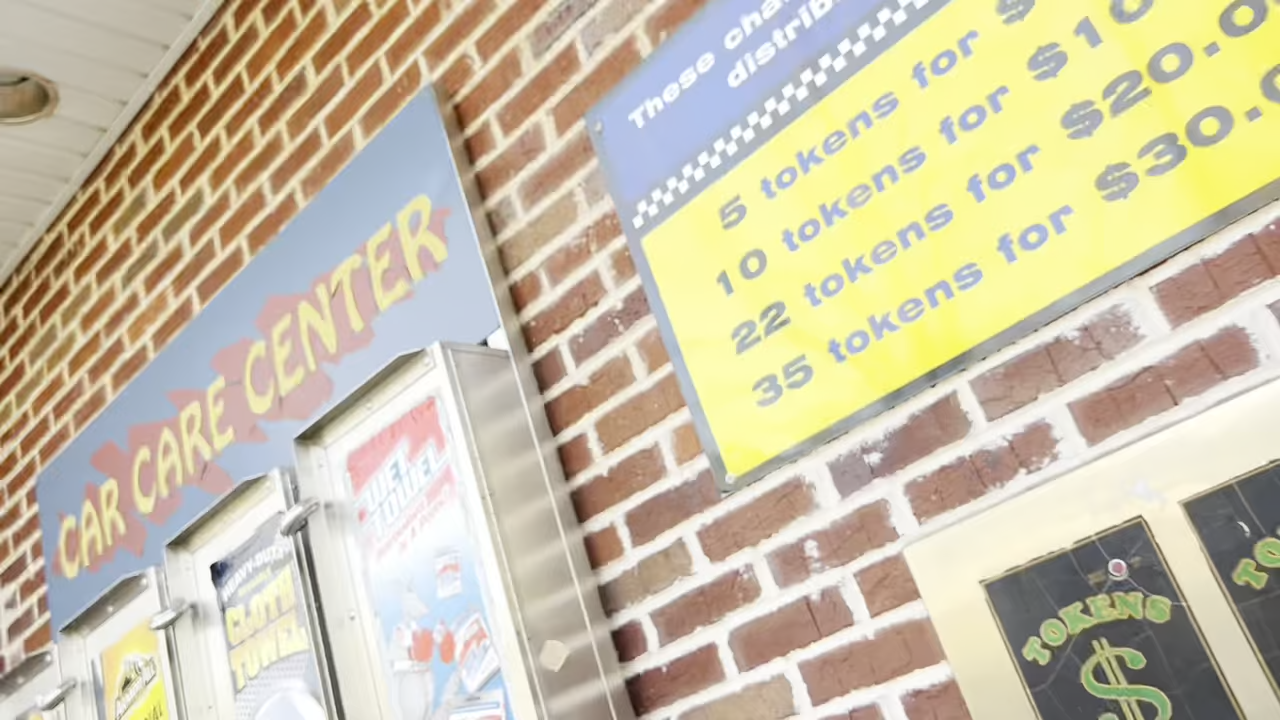 These
distrib
5 tokens for $
10 tokens for $10
22 tokens for $20.0
35 tokens for $30.0
CAR CARE CENTER
HEAVY-DUTY
CLOTH
TOWEL
TOKENS
$
TO